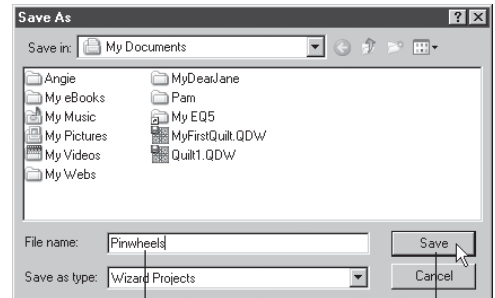 Save As
Save in: My Documents
Angie
My eBooks
My Music
My Pictures
My Videos
My Webs
MyDearJane
Pam
My EQ5
MyFirstQuilt.QDW
Quilt1.QDW
File name: Pinwheels Save
Save as type: Wizard Projects Cancel